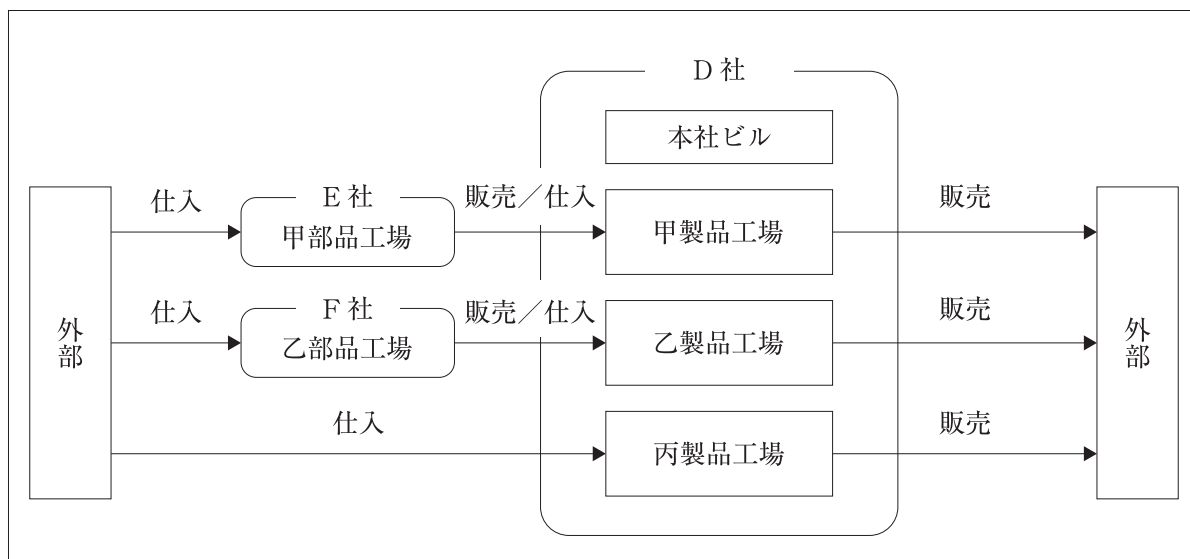 D社
本社ビル
仕入
E社
甲部品工場
販売／仕入
甲製品工場
販売
外部
仕入
F社
乙部品工場
販売／仕入
乙製品工場
販売
外部
仕入
丙製品工場
販売